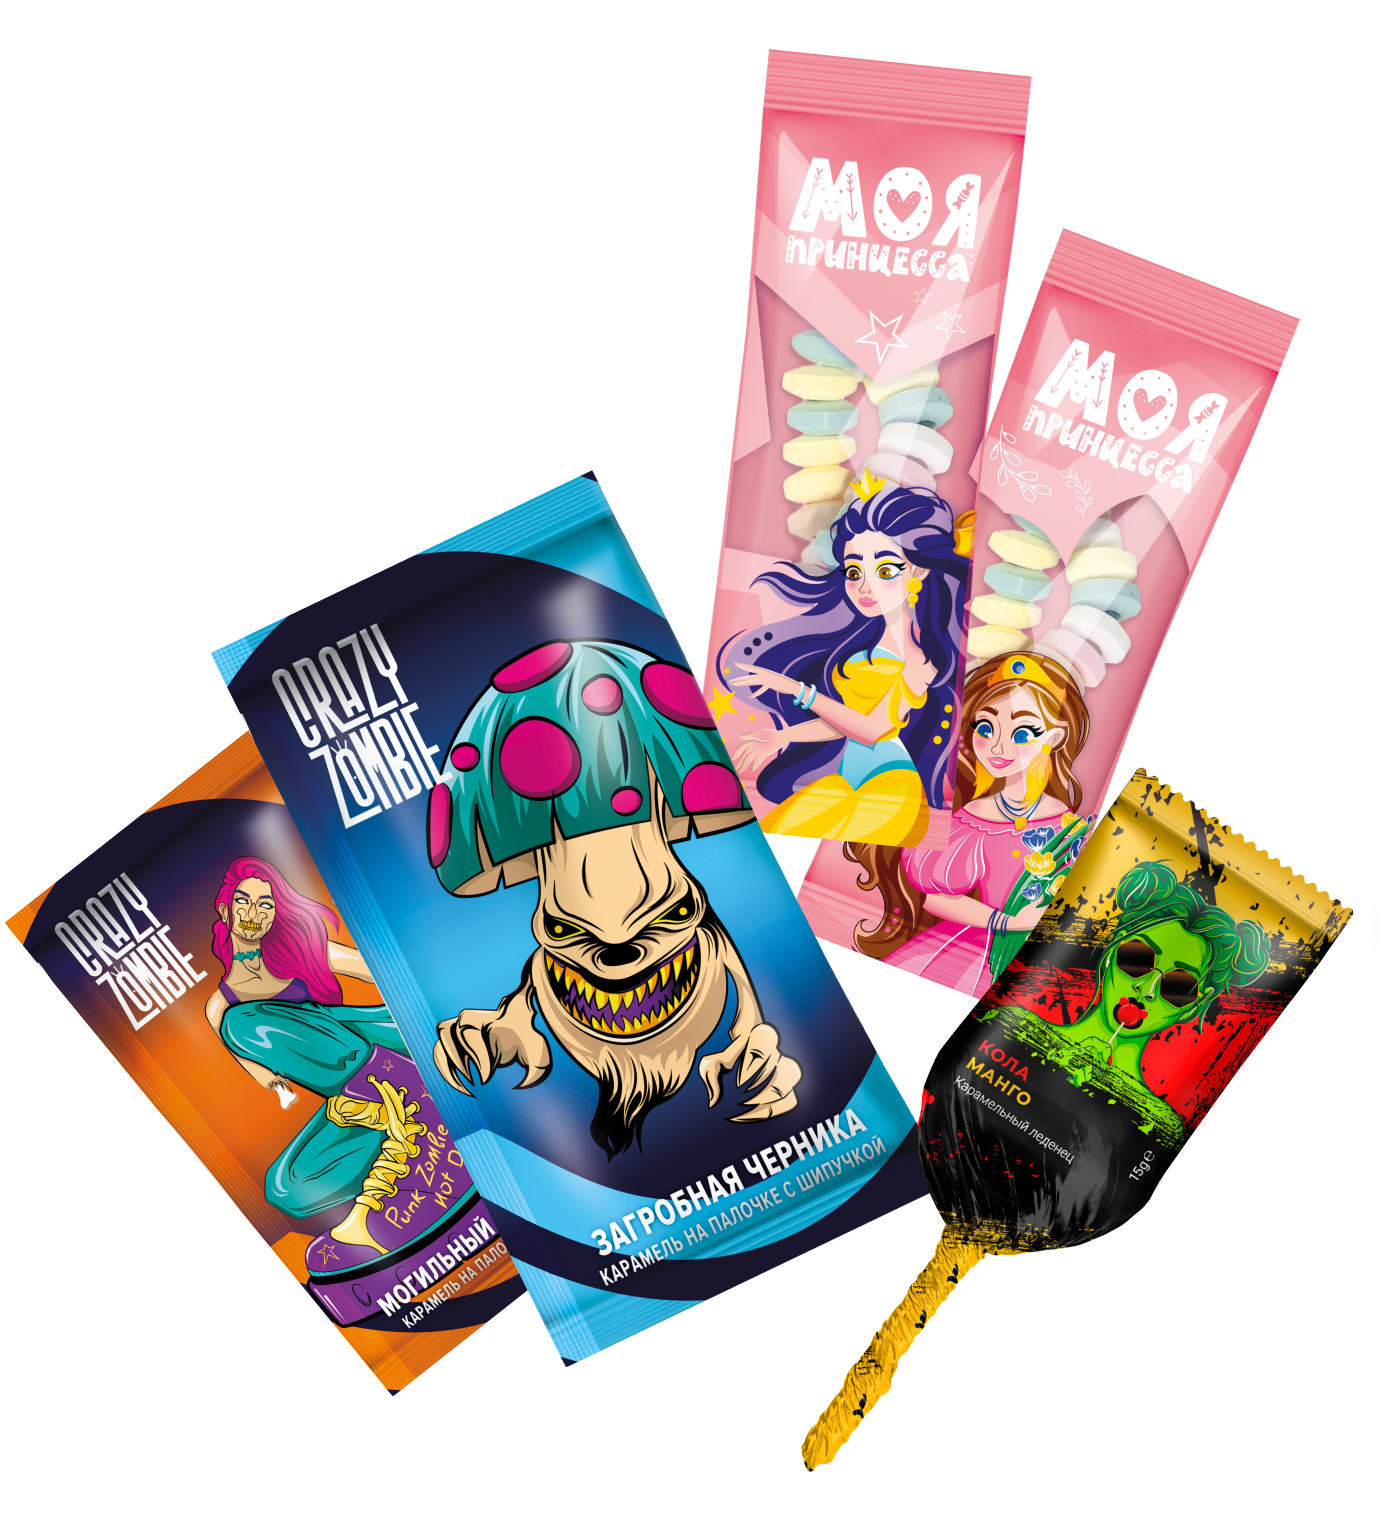 МОЯ
ПРИНЦЕССА
МОЯ
ПРИНЦЕССА
CRAZY
ZOMBIE
ЗАГРОБНАЯ ЧЕРНИКА
КАРАМЕЛЬ НА ПАЛОЧКЕ С ШИПУЧКОЙ
CRAZY
ZOMBIE
Punk Zombie
not D
МОГИЛЬНЫЙ
КАРАМЕЛЬ НА ПАЛО
КОЛА
МАНГО
Карамельный леденец
15g℮